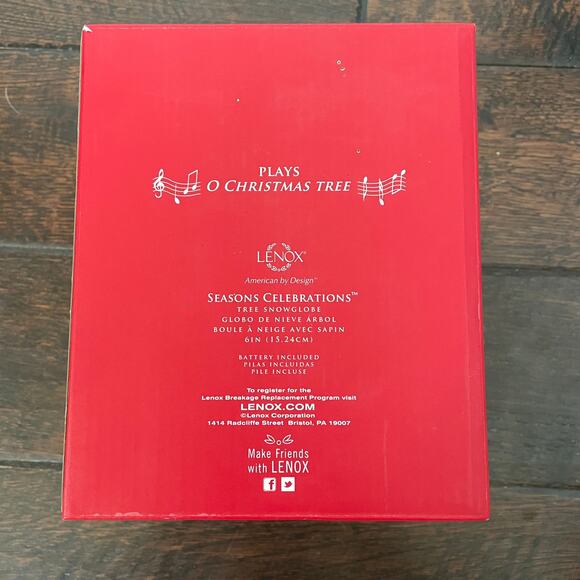 PLAYS
O CHRISTMAS TREE
LENOX®
American by Design™
SEASONS CELEBRATIONS™
TREE SNOWGLOBE
GLOBO DE NIEVE ÁRBOL
BOULE À NEIGE AVEC SAPIN
6IN (15.24CM)
BATTERY INCLUDED
PILAS INCLUIDAS
PILE INCLUSE
To register for the
Lenox Breakage Replacement Program visit
LENOX.COM
©Lenox Corporation
1414 Radcliffe Street Bristol, PA 19007
Make Friends
with LENOX